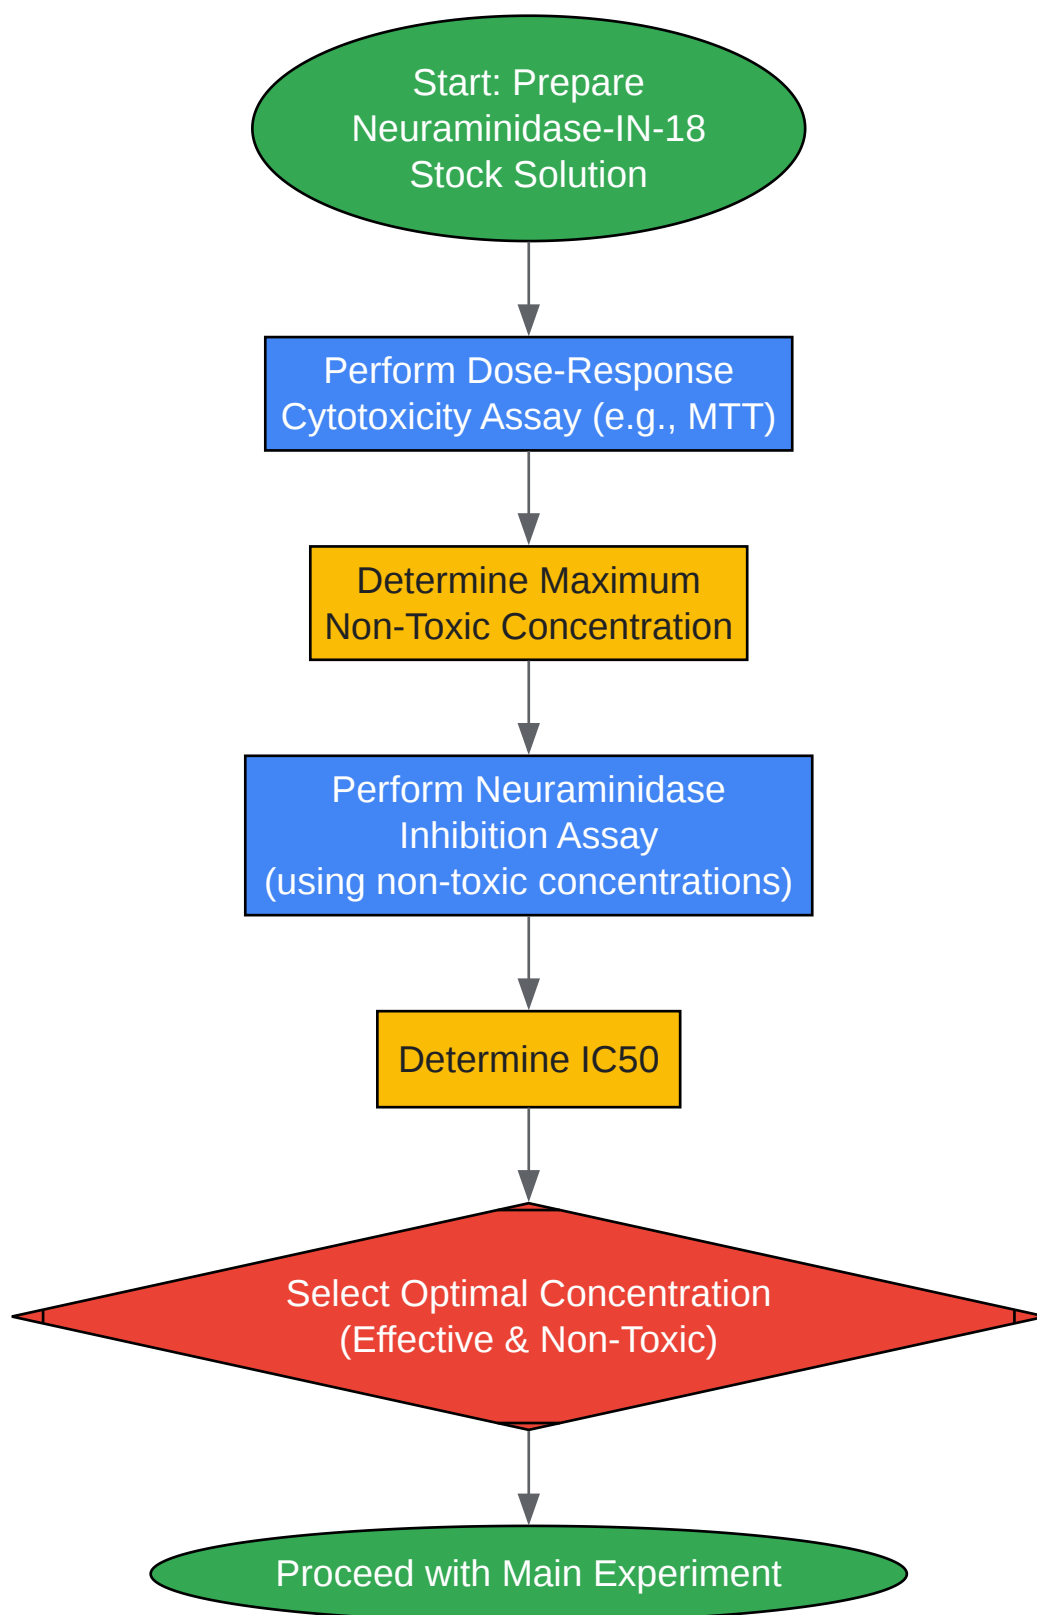 Start: Prepare
Neuraminidase-IN-18
Stock Solution
Perform Dose-Response
Cytotoxicity Assay (e.g., MTT)
Determine Maximum
Non-Toxic Concentration
Perform Neuraminidase
Inhibition Assay
(using non-toxic concentrations)
Determine IC50
Select Optimal Concentration
(Effective & Non-Toxic)
Proceed with Main Experiment